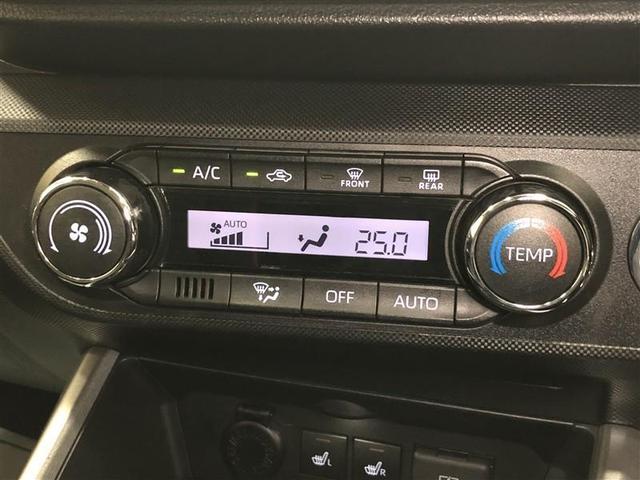 A/C
FRONT
REAR
AUTO
25.0
TEMP
OFF
AUTO
L
R